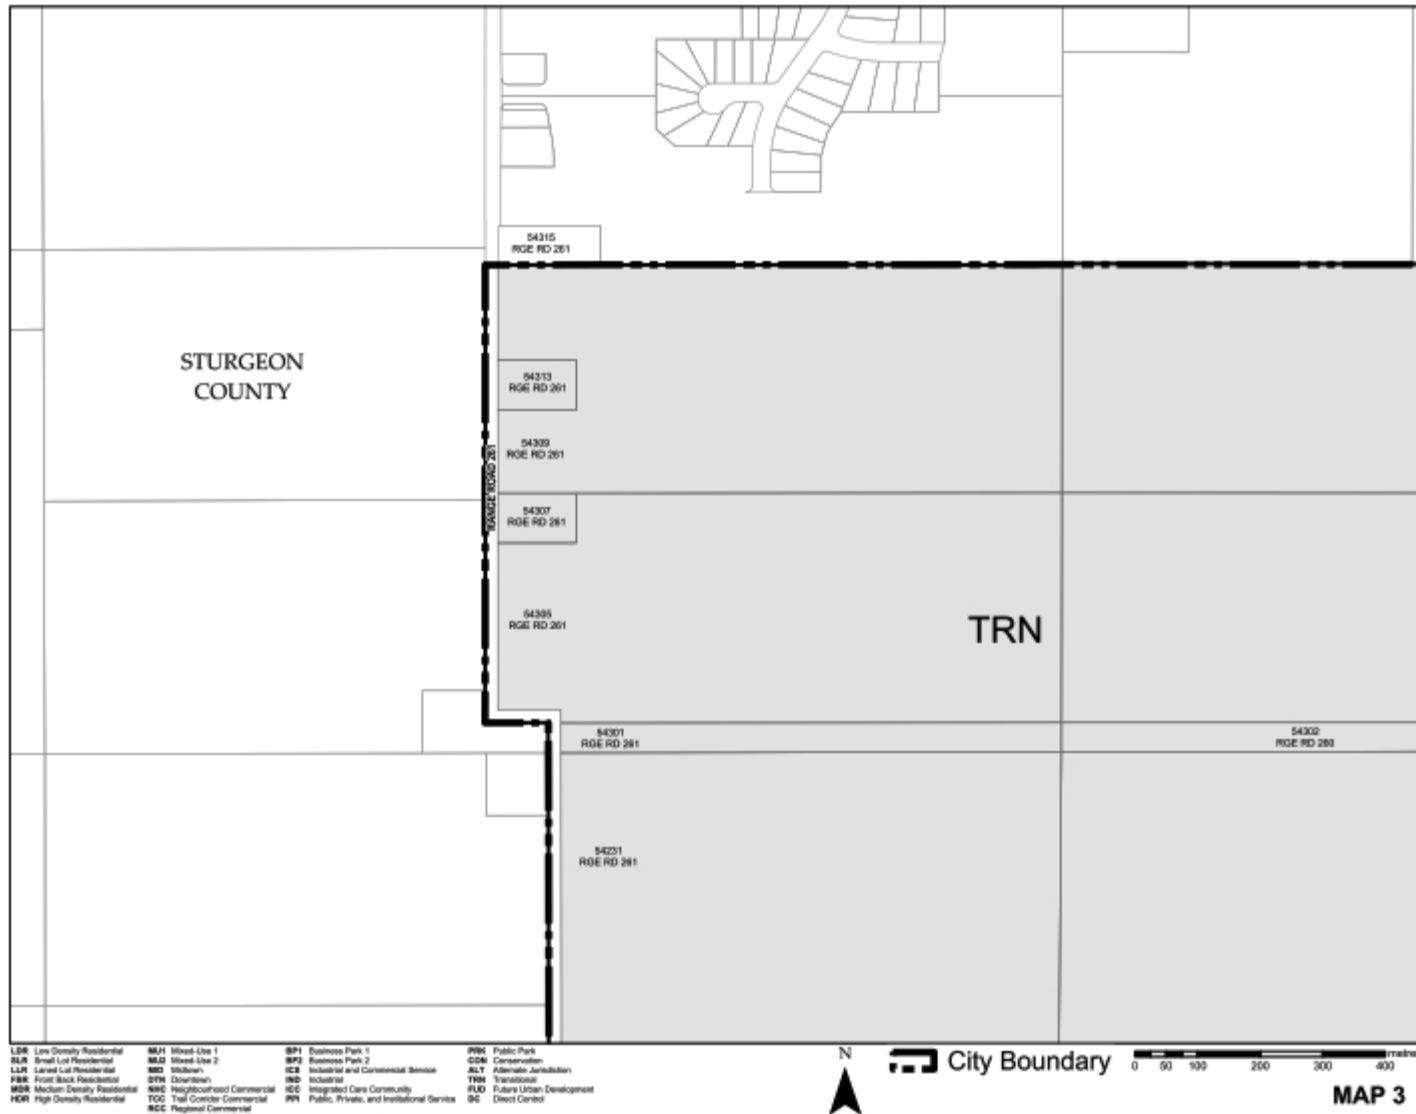 54315
RGE RD 261
STURGEON
COUNTY
54313
RGE RD 261
54309
RGE RD 261
RANGE ROAD 261
54307
RGE RD 261
54305
RGE RD 261
TRN
54301
RGE RD 261
54302
RGE RD 260
54231
RGE RD 261
LDR Low Density Residential
SLR Small Lot Residential
LLR Laned Lot Residential
FBR Front Back Residential
MDR Medium Density Residential
HDR High Density Residential
MU1 Mixed-Use 1
MU2 Mixed-Use 2
MID Midtown
DTN Downtown
NHC Neighbourhood Commercial
TCC Trail Corridor Commercial
RCC Regional Commercial
BP1 Business Park 1
BP2 Business Park 2
ICS Industrial and Commercial Service
IND Industrial
ICC Integrated Care Community
PPI Public, Private, and Institutional Service
PRK Public Park
CON Conservation
ALT Alternate Jurisdiction
TRN Transitional
FUD Future Urban Development
DC Direct Control
N
City Boundary
metres
0 50 100 200 300 400
MAP 3